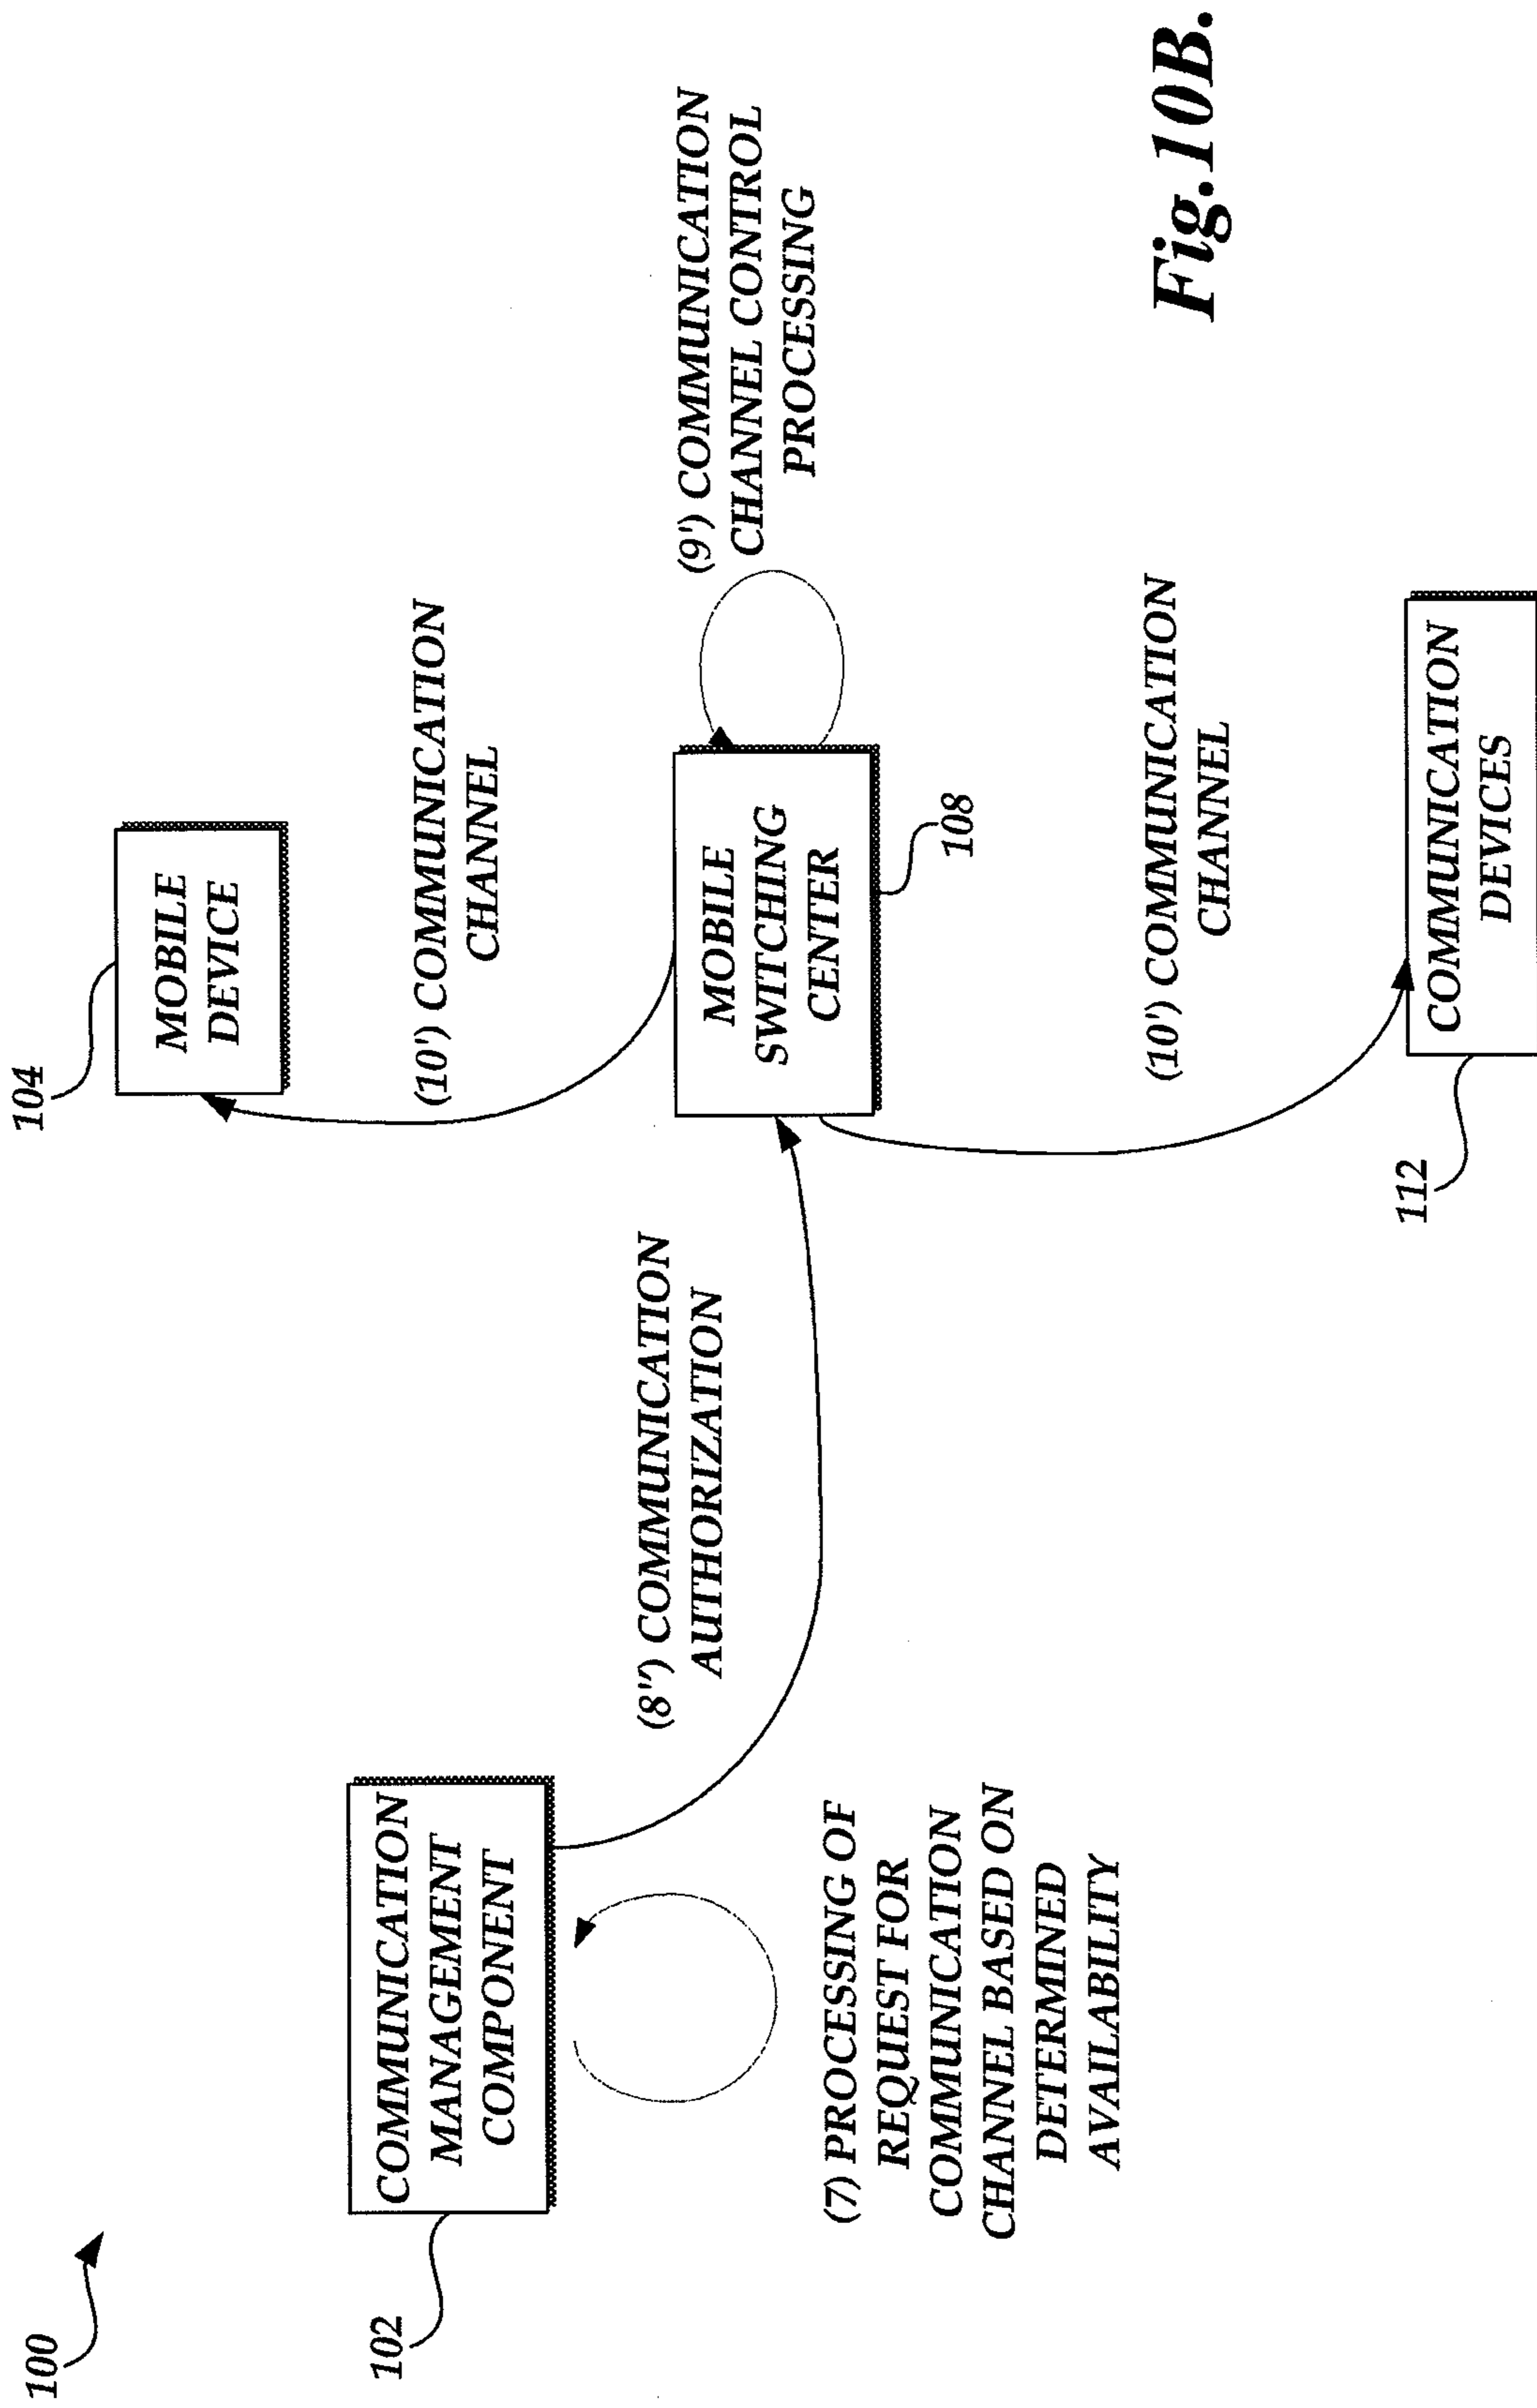 100
104
MOBILE
DEVICE
(10') COMMUNICATION
CHANNEL
102
COMMUNICATION
MANAGEMENT
COMPONENT
(8") COMMUNICATION
AUTHORIZATION
MOBILE
SWITCHING
CENTER
108
(9') COMMUNICATION
CHANNEL CONTROL
PROCESSING
(7) PROCESSING OF
REQUEST FOR
COMMUNICATION
CHANNEL BASED ON
DETERMINED
AVAILABILITY
(10') COMMUNICATION
CHANNEL
112
COMMUNICATION
DEVICES
Fig.10B.